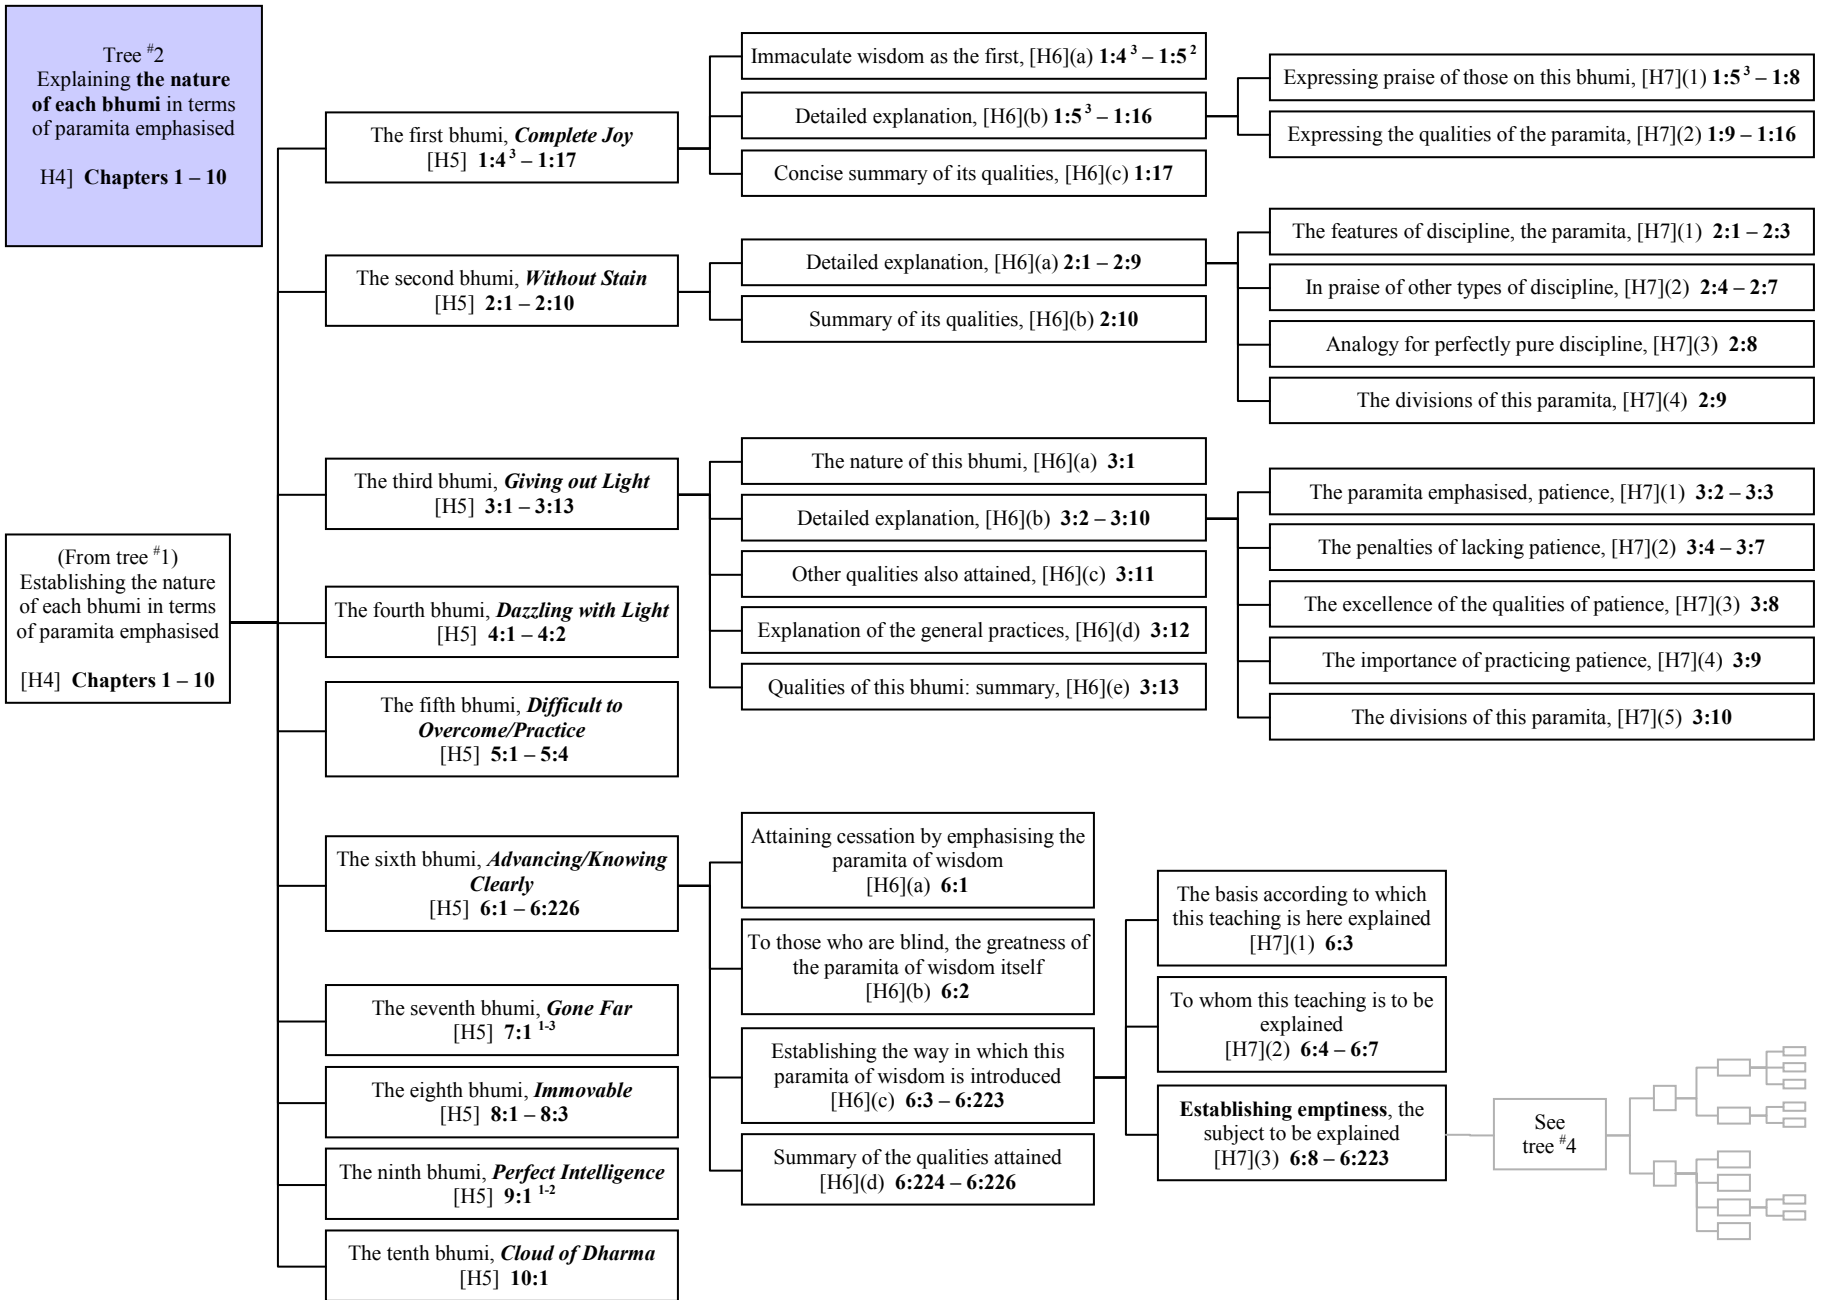 Tree #2
Explaining the nature
of each bhumi in terms
of paramita emphasised
H4] Chapters 1 – 10
(From tree #1)
Establishing the nature
of each bhumi in terms
of paramita emphasised
[H4] Chapters 1 – 10
The first bhumi, Complete Joy
[H5] 1:4 3 – 1:17
The second bhumi, Without Stain
[H5] 2:1 – 2:10
The third bhumi, Giving out Light
[H5] 3:1 – 3:13
The fourth bhumi, Dazzling with Light
[H5] 4:1 – 4:2
The fifth bhumi, Difficult to
Overcome/Practice
[H5] 5:1 – 5:4
The sixth bhumi, Advancing/Knowing
Clearly
[H5] 6:1 – 6:226
The seventh bhumi, Gone Far
[H5] 7:1 1-3
The eighth bhumi, Immovable
[H5] 8:1 – 8:3
The ninth bhumi, Perfect Intelligence
[H5] 9:1 1-2
The tenth bhumi, Cloud of Dharma
[H5] 10:1
Immaculate wisdom as the first, [H6](a) 1:4 3 – 1:5 2
Detailed explanation, [H6](b) 1:5 3 – 1:16
Concise summary of its qualities, [H6](c) 1:17
Expressing praise of those on this bhumi, [H7](1) 1:5 3 – 1:8
Expressing the qualities of the paramita, [H7](2) 1:9 – 1:16
Detailed explanation, [H6](a) 2:1 – 2:9
Summary of its qualities, [H6](b) 2:10
The features of discipline, the paramita, [H7](1) 2:1 – 2:3
In praise of other types of discipline, [H7](2) 2:4 – 2:7
Analogy for perfectly pure discipline, [H7](3) 2:8
The divisions of this paramita, [H7](4) 2:9
The nature of this bhumi, [H6](a) 3:1
Detailed explanation, [H6](b) 3:2 – 3:10
Other qualities also attained, [H6](c) 3:11
Explanation of the general practices, [H6](d) 3:12
Qualities of this bhumi: summary, [H6](e) 3:13
The paramita emphasised, patience, [H7](1) 3:2 – 3:3
The penalties of lacking patience, [H7](2) 3:4 – 3:7
The excellence of the qualities of patience, [H7](3) 3:8
The importance of practicing patience, [H7](4) 3:9
The divisions of this paramita, [H7](5) 3:10
Attaining cessation by emphasising the
paramita of wisdom
[H6](a) 6:1
To those who are blind, the greatness of
the paramita of wisdom itself
[H6](b) 6:2
Establishing the way in which this
paramita of wisdom is introduced
[H6](c) 6:3 – 6:223
Summary of the qualities attained
[H6](d) 6:224 – 6:226
The basis according to which
this teaching is here explained
[H7](1) 6:3
To whom this teaching is to be
explained
[H7](2) 6:4 – 6:7
Establishing emptiness, the
subject to be explained
[H7](3) 6:8 – 6:223
See
tree #4